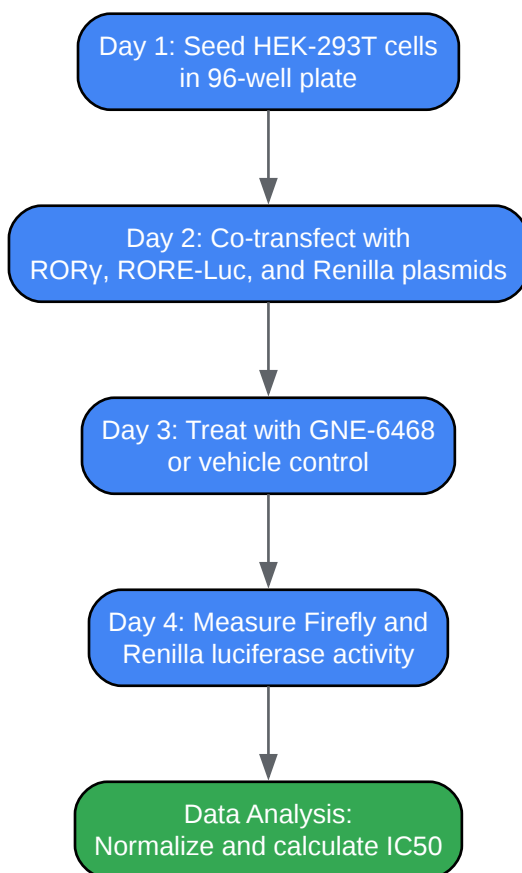 Day 1: Seed HEK-293T cells
in 96-well plate
Day 2: Co-transfect with
RORγ, RORE-Luc, and Renilla plasmids
Day 3: Treat with GNE-6468
or vehicle control
Day 4: Measure Firefly and
Renilla luciferase activity
Data Analysis:
Normalize and calculate IC50